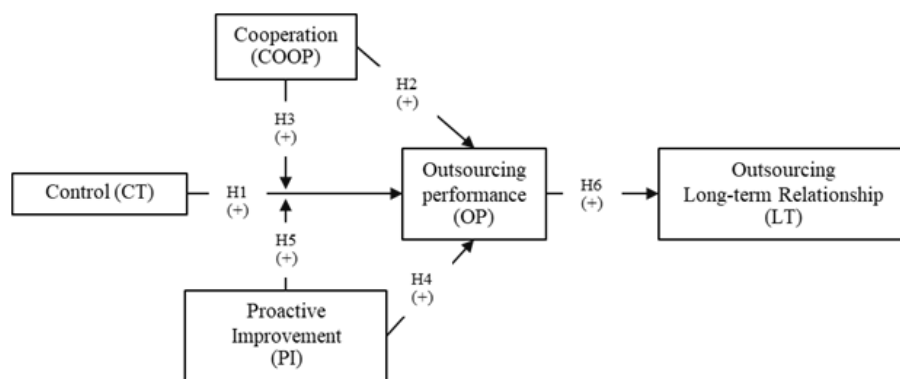 Cooperation
(COOP)
H2
(+)
H3
(+)
Control (CT)
H1
(+)
Outsourcing
performance
(OP)
H6
(+)
Outsourcing
Long-term Relationship
(LT)
H5
(+)
H4
(+)
Proactive
Improvement
(PI)